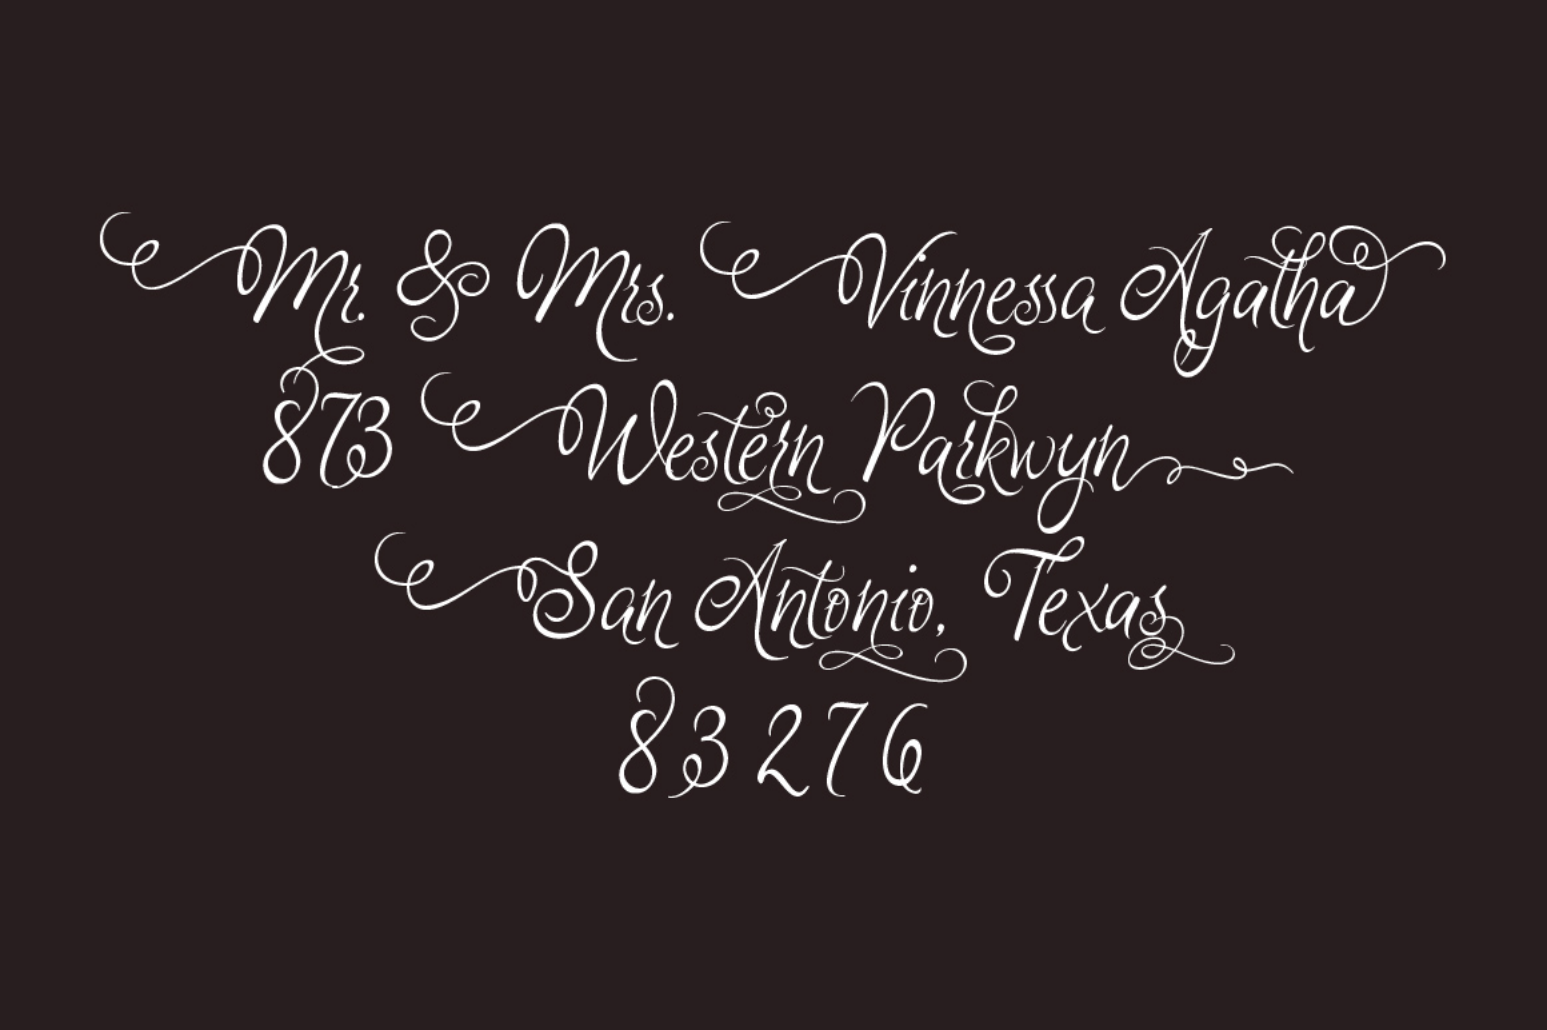 Mr. & Mrs. Vinnessa Agatha
873 Western Parkwyn
San Antonio, Texas
83276